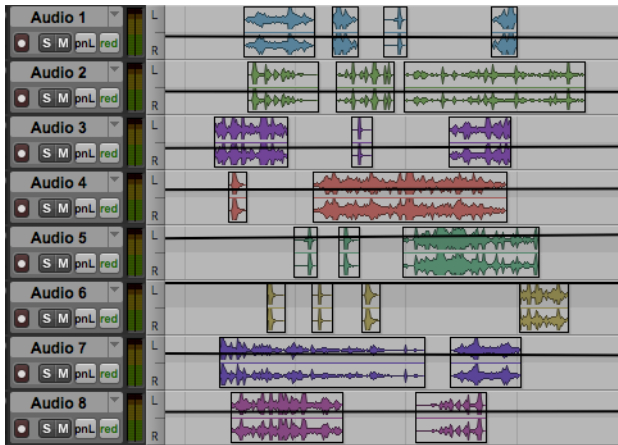 Audio 1
L
S M pnL red
R
Audio 2
L
S M pnL red
R
Audio 3
L
S M pnL red
R
Audio 4
L
S M pnL red
R
Audio 5
L
S M pnL red
R
Audio 6
L
S M pnL red
R
Audio 7
L
S M pnL red
R
Audio 8
L
S M pnL red
R